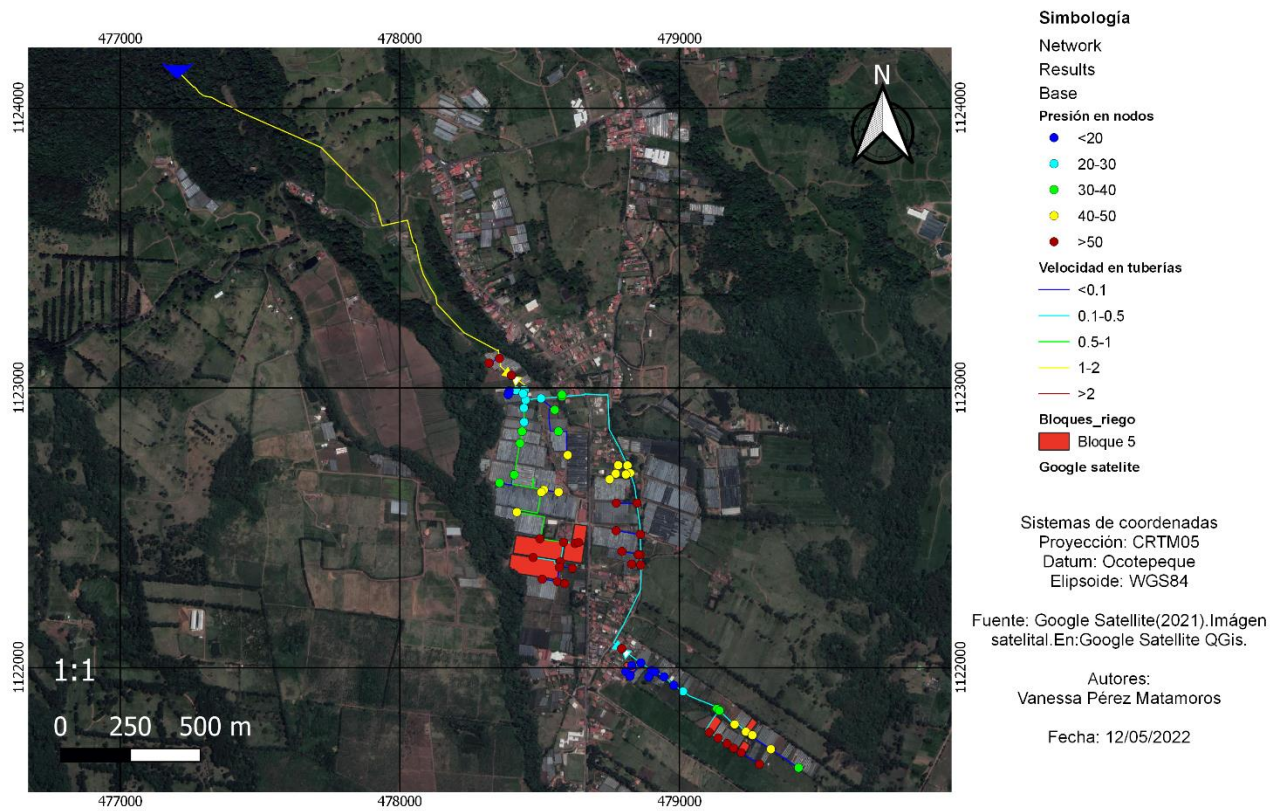 477000 478000 479000
1124000
1123000
1122000
N
1:1
0 250 500 m
1124000
1123000
1122000
477000 478000 479000
Simbología
Network
Results
Base
Presión en nodos
<20
20-30
30-40
40-50
>50
Velocidad en tuberías
<0.1
0.1-0.5
0.5-1
1-2
>2
Bloques_riego
Bloque 5
Google satelite
Sistemas de coordenadas
Proyección: CRTM05
Datum: Ocotepeque
Elipsoide: WGS84
Fuente: Google Satellite(2021).Imágen
satelital.En:Google Satellite QGis.
Autores:
Vanessa Pérez Matamoros
Fecha: 12/05/2022